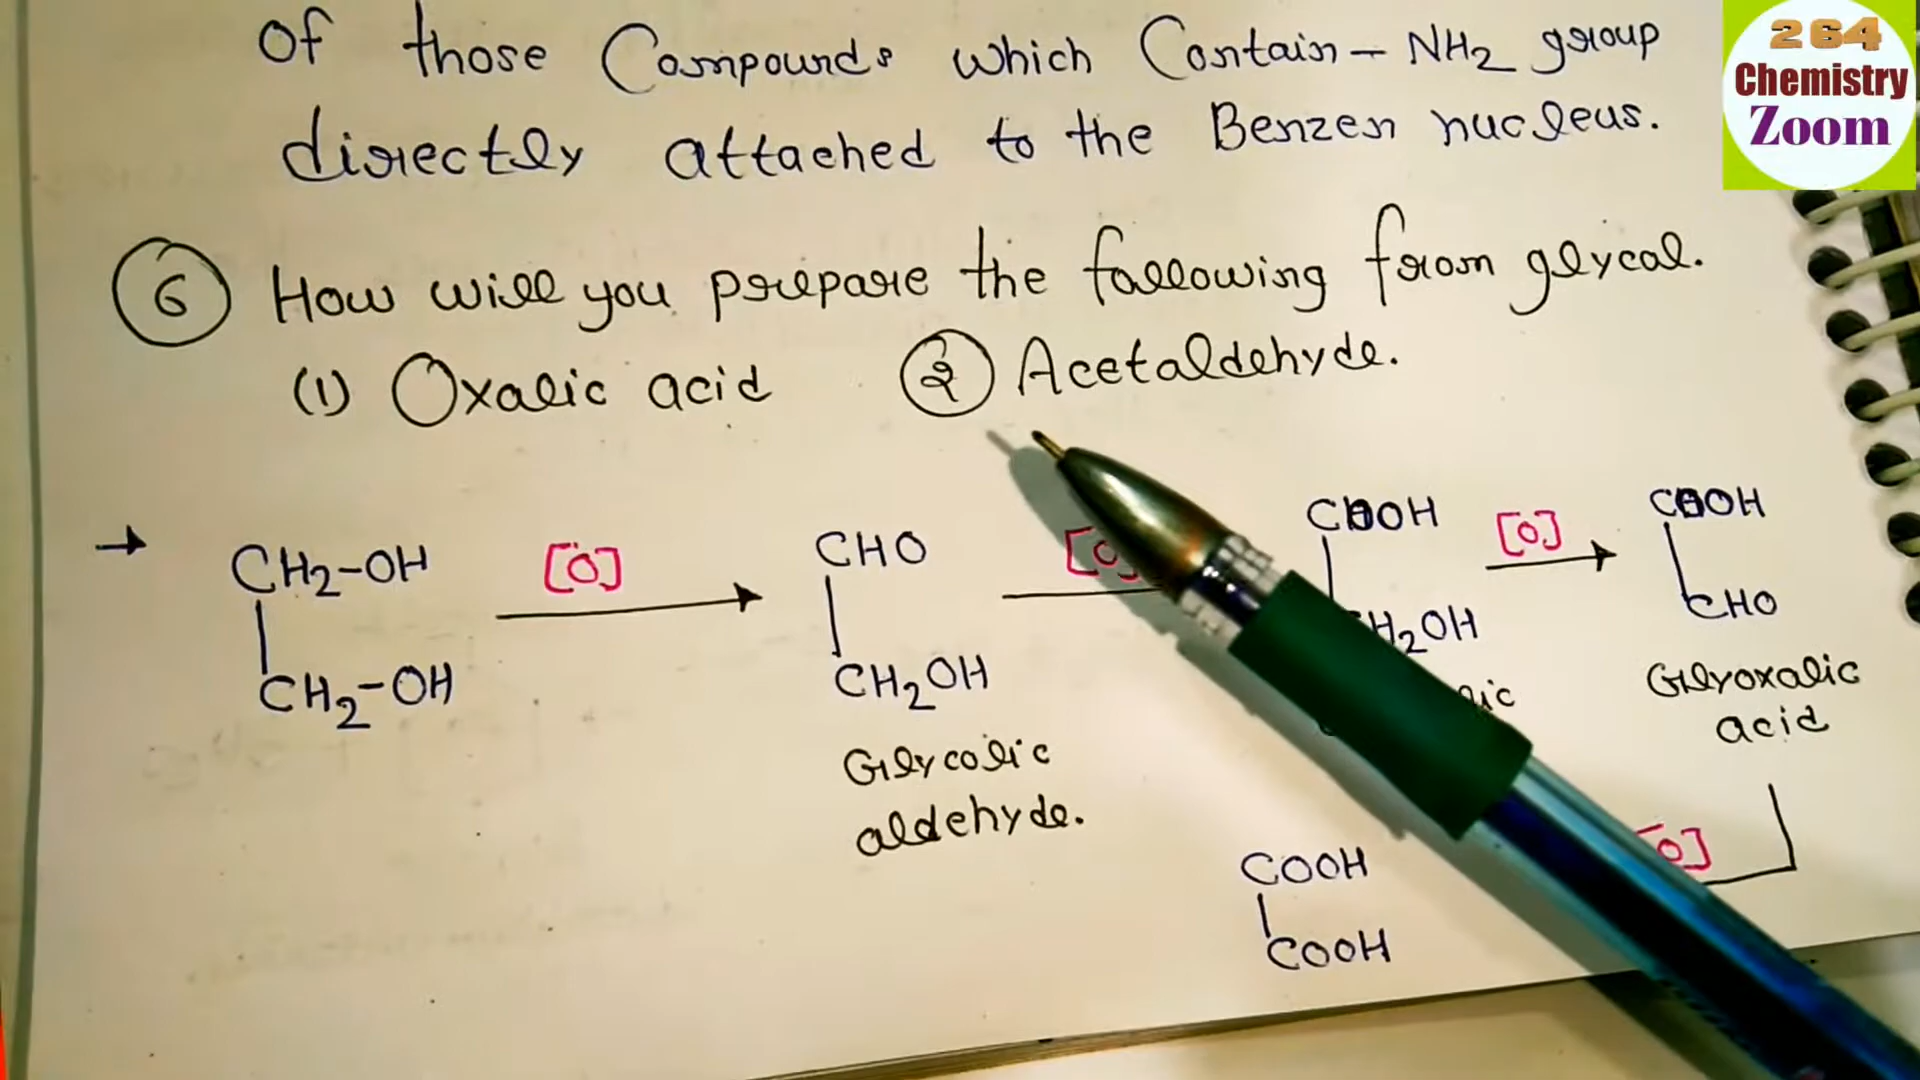 Of those Compounds which Contain - NH2 group
directly attached to the Benzen nucleus.
6 How will you prepare the following from glycol.
(1) Oxalic acid 2 Acetaldehyde.
→ CH2-OH [O] CHO [O] COOH [O] COOH
CH2-OH CH2OH H2OH CHO
Glycolic aldehyde.
Glyoxalic acid
[O]
COOH
COOH
264
Chemistry
Zoom